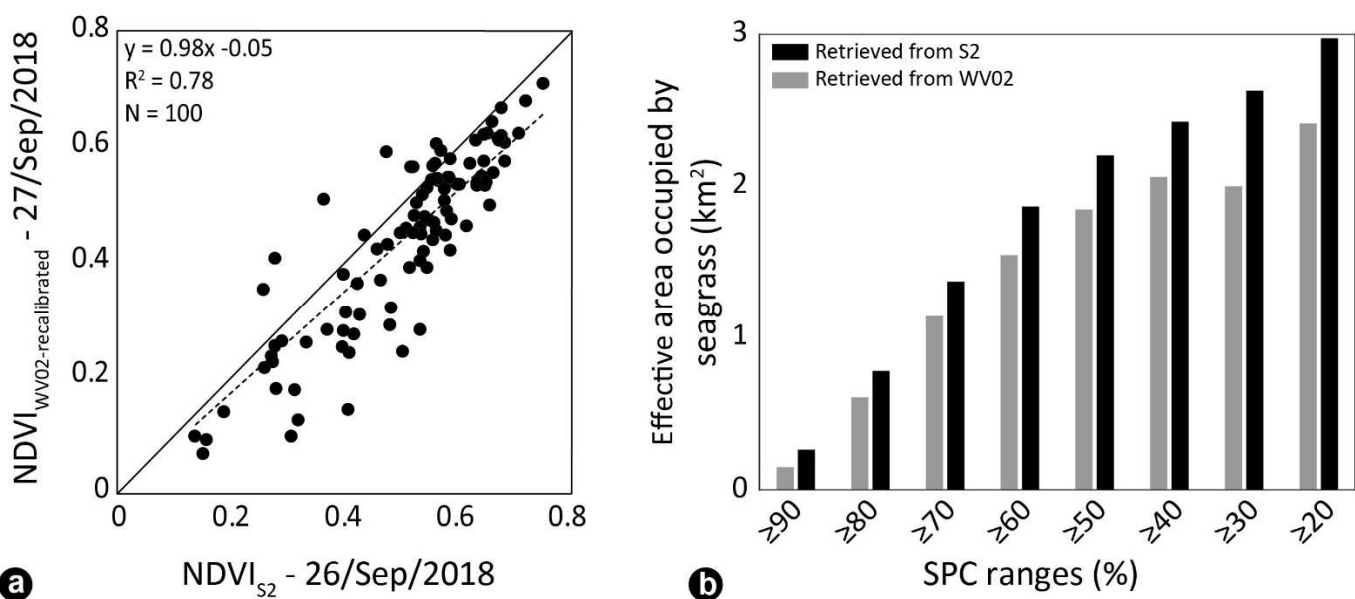 0.8
0.6
0.4
0.2
0
NDVI_WV02-recalibrated - 27/Sep/2018
y = 0.98x -0.05
R² = 0.78
N = 100
0 0.2 0.4 0.6 0.8
NDVI_S2 - 26/Sep/2018
a
3
2
1
0
Effective area occupied by
seagrass (km²)
Retrieved from S2
Retrieved from WV02
≥90 ≥80 ≥70 ≥60 ≥50 ≥40 ≥30 ≥20
SPC ranges (%)
b